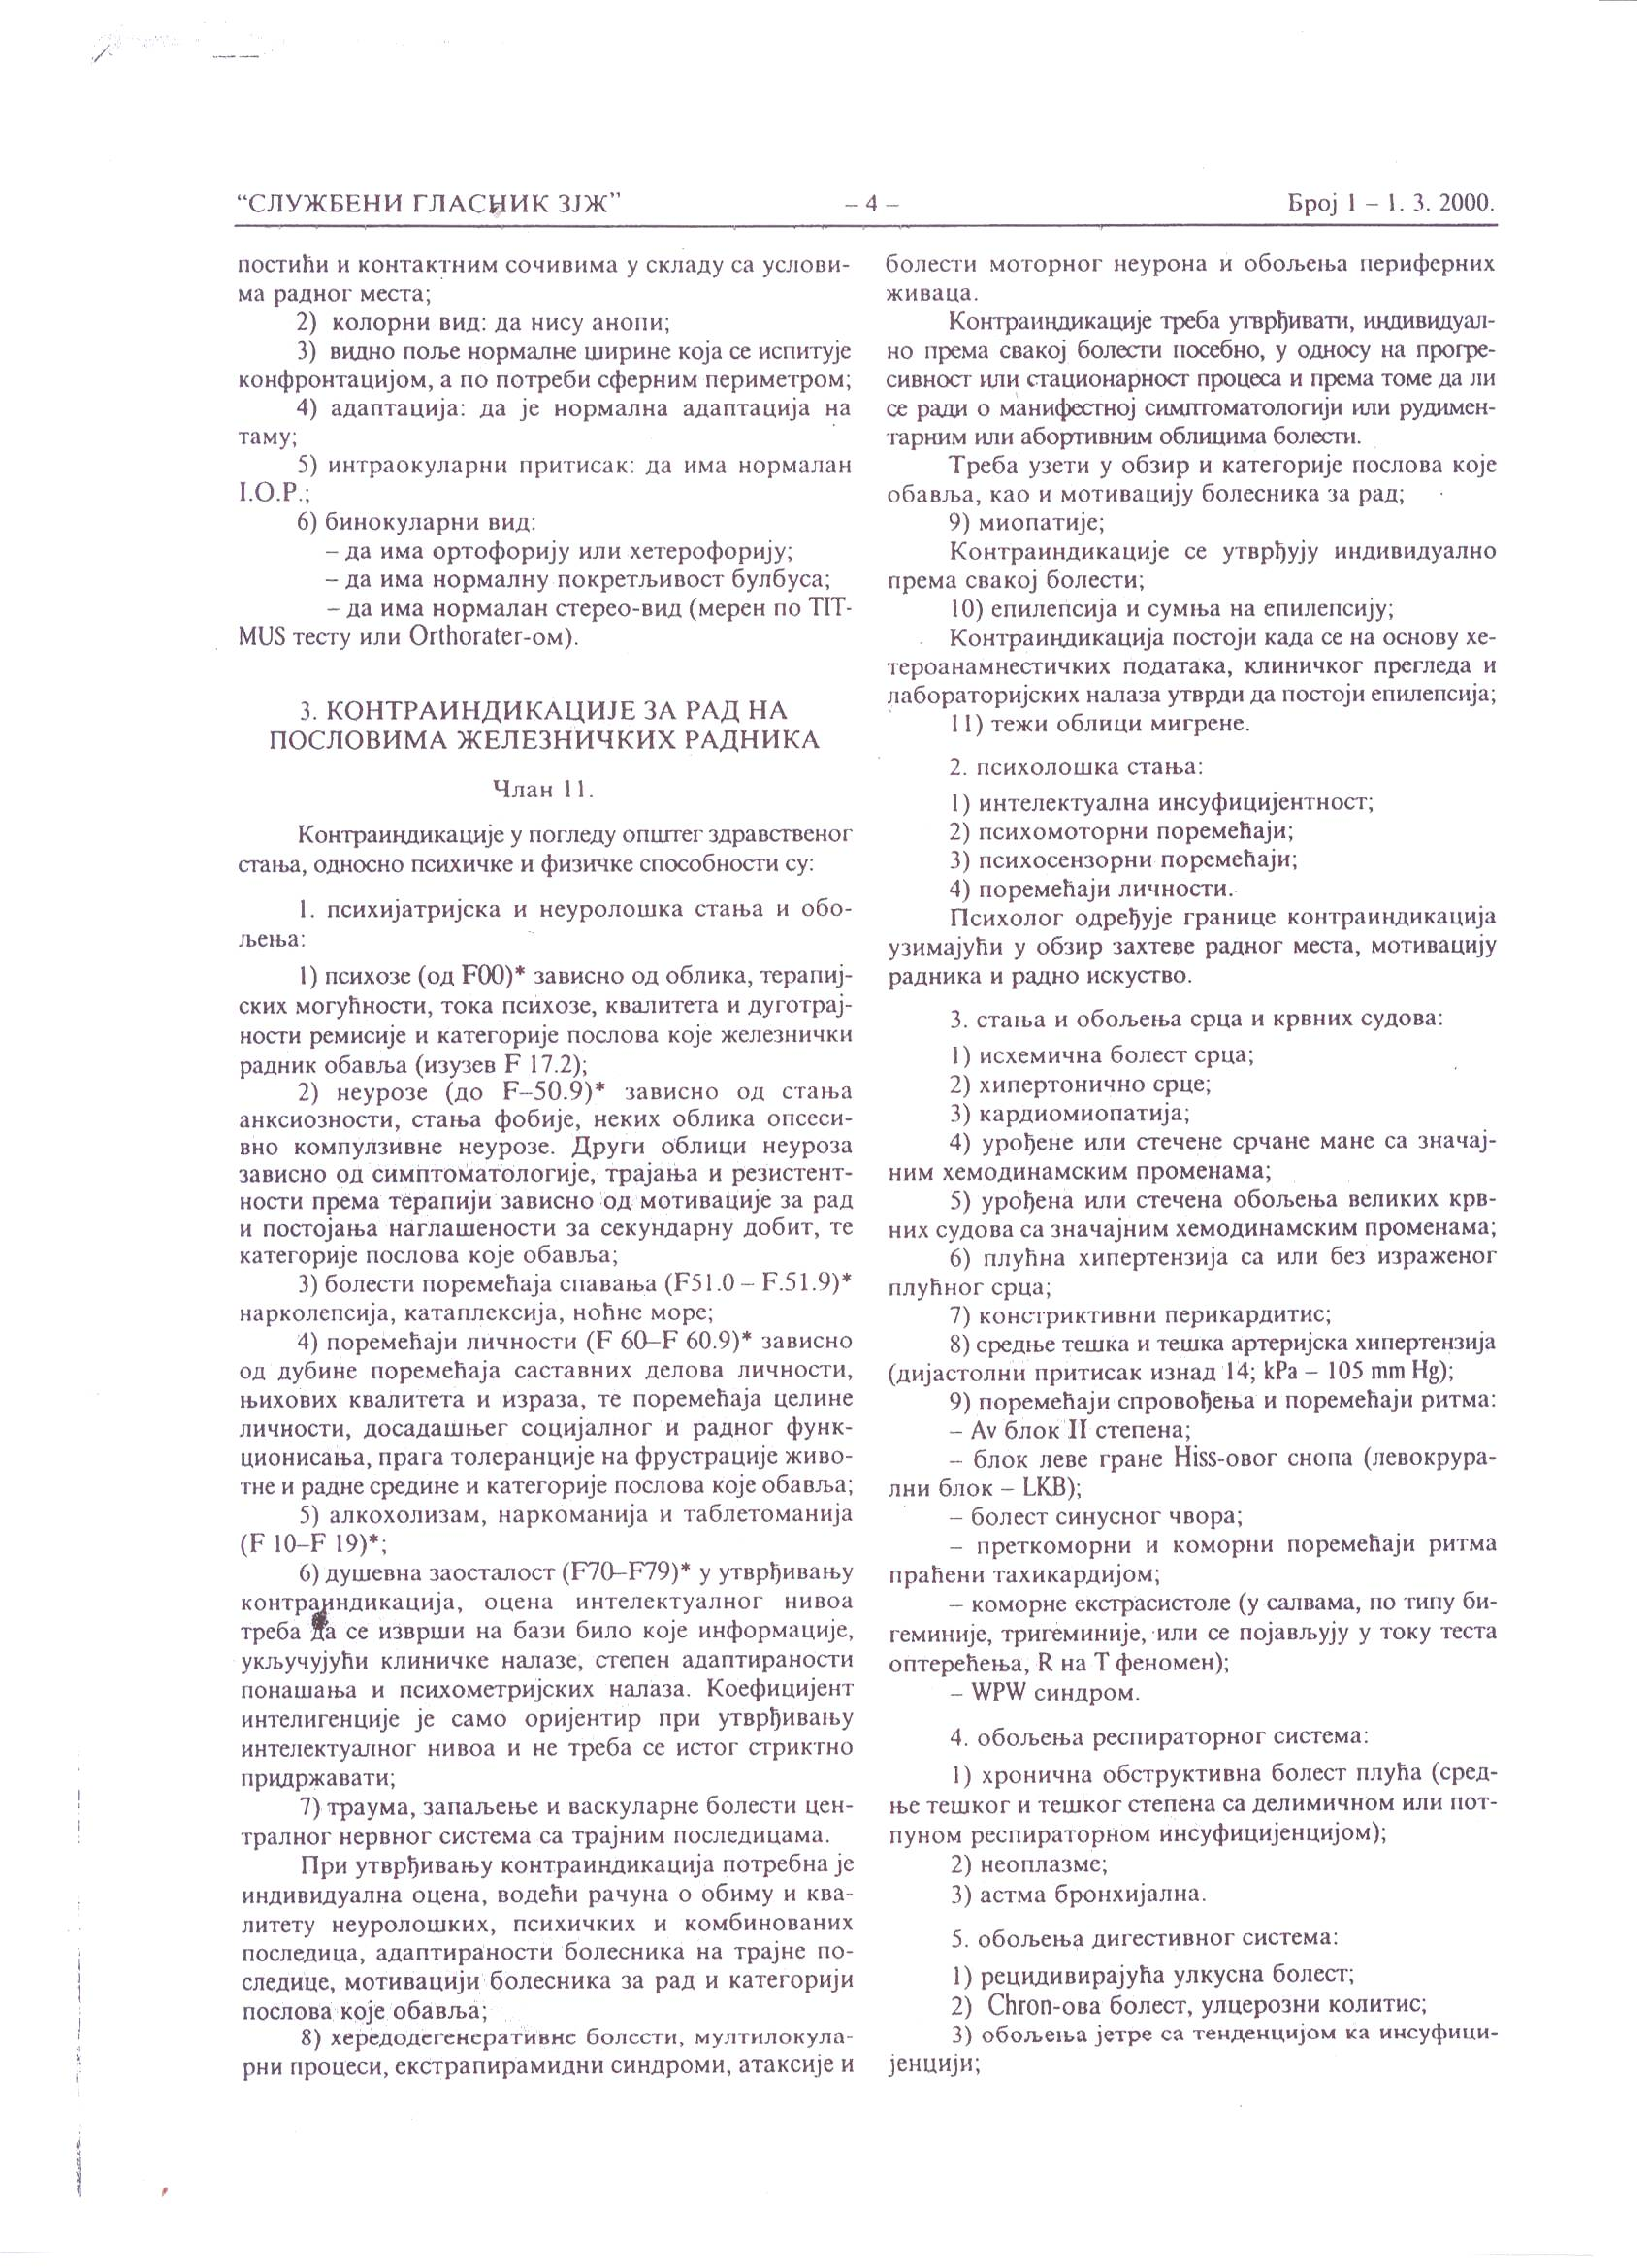 “СЛУЖБЕНИ ГЛАСНИК ЗЈЖ” – 4 – Број 1 – 1. 3. 2000.
постићи и контактним сочивима у складу са услови-
ма радног места;
2) колорни вид: да нису анопи;
3) видно поље нормалне ширине која се испитује
конфронтацијом, а по потреби сферним периметром;
4) адаптација: да је нормална адаптација на
таму;
5) интраокуларни притисак: да има нормалан
I.O.P.;
6) бинокуларни вид:
– да има ортофорију или хетерофорију;
– да има нормалну покретљивост булбуса;
– да има нормалан стерео-вид (мерен по TIT-
MUS тесту или Orthorater-ом).
3. КОНТРАИНДИКАЦИЈЕ ЗА РАД НА
ПОСЛОВИМА ЖЕЛЕЗНИЧКИХ РАДНИКА
Члан 11.
Контраиндикације у погледу општег здравственог
стања, односно психичке и физичке способности су:
1. психијатријска и неуролошка стања и обо-
љења:
1) психозе (од F00)* зависно од облика, терапиј-
ских могућности, тока психозе, квалитета и дуготрај-
ности ремисије и категорије послова које железнички
радник обавља (изузев F 17.2);
2) неурозе (до F–50.9)* зависно од стања
анксиозности, стања фобије, неких облика опсеси-
вно компулзивне неурозе. Други облици неуроза
зависно од симптоматологије, трајања и резистент-
ности према терапији зависно од мотивације за рад
и постојања наглашености за секундарну добит, те
категорије послова које обавља;
3) болести поремећаја спавања (F51.0 – F.51.9)*
нарколепсија, катаплексија, ноћне море;
4) поремећаји личности (F 60–F 60.9)* зависно
од дубине поремећаја саставних делова личности,
њихових квалитета и израза, те поремећаја целине
личности, досадашњег социјалног и радног функ-
ционисања, прага толеранције на фрустрације живо-
тне и радне средине и категорије послова које обавља;
5) алкохолизам, наркоманија и таблетоманија
(F 10–F 19)*;
6) душевна заосталост (F70–F79)* у утврђивању
контраиндикација, оцена интелектуалног нивоа
треба да се изврши на бази било које информације,
укључујући клиничке налазе, степен адаптираности
понашања и психометријских налаза. Коефицијент
интелигенције је само оријентир при утврђивању
интелектуалног нивоа и не треба се истог стриктно
придржавати;
7) траума, запаљење и васкуларне болести цен-
тралног нервног система са трајним последицама.
При утврђивању контраиндикација потребна је
индивидуална оцена, водећи рачуна о обиму и ква-
литету неуролошких, психичких и комбинованих
последица, адаптираности болесника на трајне по-
следице, мотивацији болесника за рад и категорији
послова које обавља;
8) хередодегенеративне болести, мултилокула-
рни процеси, екстрапирамидни синдроми, атаксије и
болести моторног неурона и обољења периферних
живаца.
Контраиндикације треба утврђивати, индивидуал-
но према свакој болести посебно, у односу на прогре-
сивност или стационарност процеса и према томе да ли
се ради о манифестној симптоматологији или рудимен-
тарним или абортивним облицима болести.
Треба узети у обзир и категорије послова које
обавља, као и мотивацију болесника за рад;
9) миопатије;
Контраиндикације се утврђују индивидуално
према свакој болести;
10) епилепсија и сумња на епилепсију;
Контраиндикација постоји када се на основу хе-
тероанамнестичких података, клиничког прегледа и
лабораторијских налаза утврди да постоји епилепсија;
11) тежи облици мигрене.
2. психолошка стања:
1) интелектуална инсуфицијентност;
2) психомоторни поремећаји;
3) психосензорни поремећаји;
4) поремећаји личности.
Психолог одређује границе контраиндикација
узимајући у обзир захтеве радног места, мотивацију
радника и радно искуство.
3. стања и обољења срца и крвних судова:
1) исхемична болест срца;
2) хипертонично срце;
3) кардиомиопатија;
4) урођене или стечене срчане мане са значај-
ним хемодинамским променама;
5) урођена или стечена обољења великих крв-
них судова са значајним хемодинамским променама;
6) плућна хипертензија са или без израженог
плућног срца;
7) констриктивни перикардитис;
8) средње тешка и тешка артеријска хипертензија
(дијастолни притисак изнад 14; kPa – 105 mm Hg);
9) поремећаји спровођења и поремећаји ритма:
– Av блок II степена;
– блок леве гране Hiss-овог снопа (левокрура-
лни блок – LKB);
– болест синусног чвора;
– преткоморни и коморни поремећаји ритма
праћени тахикардијом;
– коморне екстрасистоле (у салвама, по типу би-
геминије, тригеминије, или се појављују у току теста
оптерећења, R на T феномен);
– WPW синдром.
4. обољења респираторног система:
1) хронична обструктивна болест плућа (сред-
ње тешког и тешког степена са делимичном или пот-
пуном респираторном инсуфицијенцијом);
2) неоплазме;
3) астма бронхијална.
5. обољења дигестивног система:
1) рецидивирајућа улкусна болест;
2) Chron-ова болест, улцерозни колитис;
3) обољења јетре са тенденцијом ка инсуфици-
јенцији;